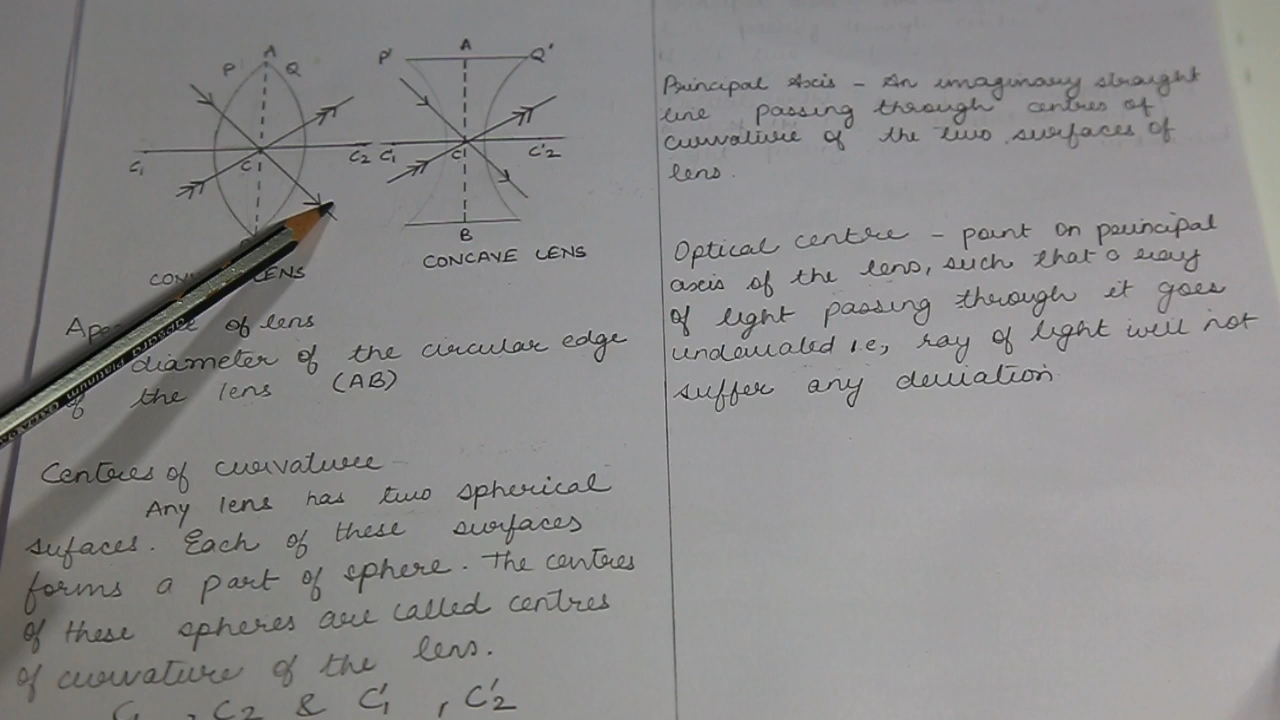 A
P Q
C1 C C2
CON LENS
A
P' Q'
C'1 C' C'2
B
CONCAVE LENS
of lens
diameter of the circular edge
of the lens (AB)
apsara PLATINUM
Centres of curvature -
Any lens has two spherical
sufaces. Each of these surfaces
forms a part of sphere. The centres
of these spheres are called centres
of curvature of the lens.
C1, C2 & C'1, C'2
Principal Axis - An imaginary straight
line passing through centres of
curvature of the two surfaces of
lens.
Optical centre - point on principal
axis of the lens, such that a ray
of light passing through it goes
undeviated i.e, ray of light will not
suffer any deviation